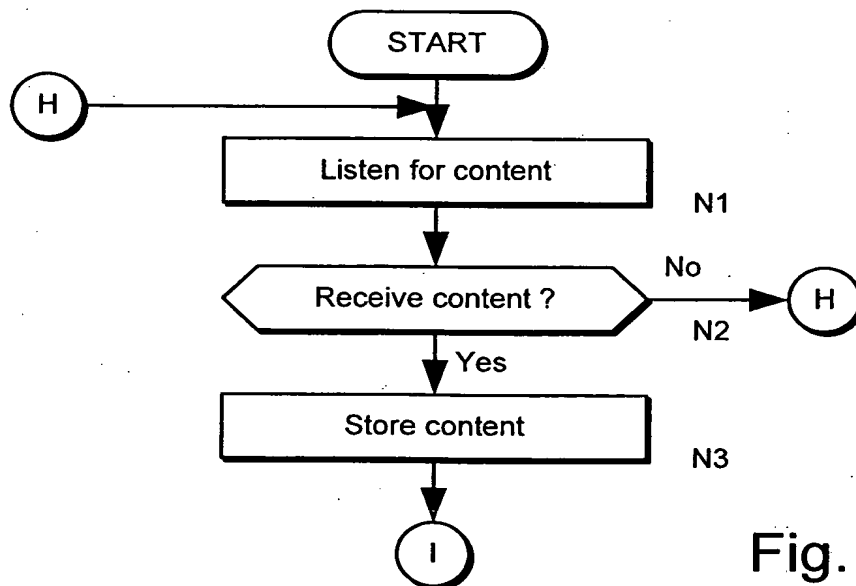 START
H
Listen for content
N1
Receive content ?
No
H
N2
Yes
Store content
N3
I
Fig.